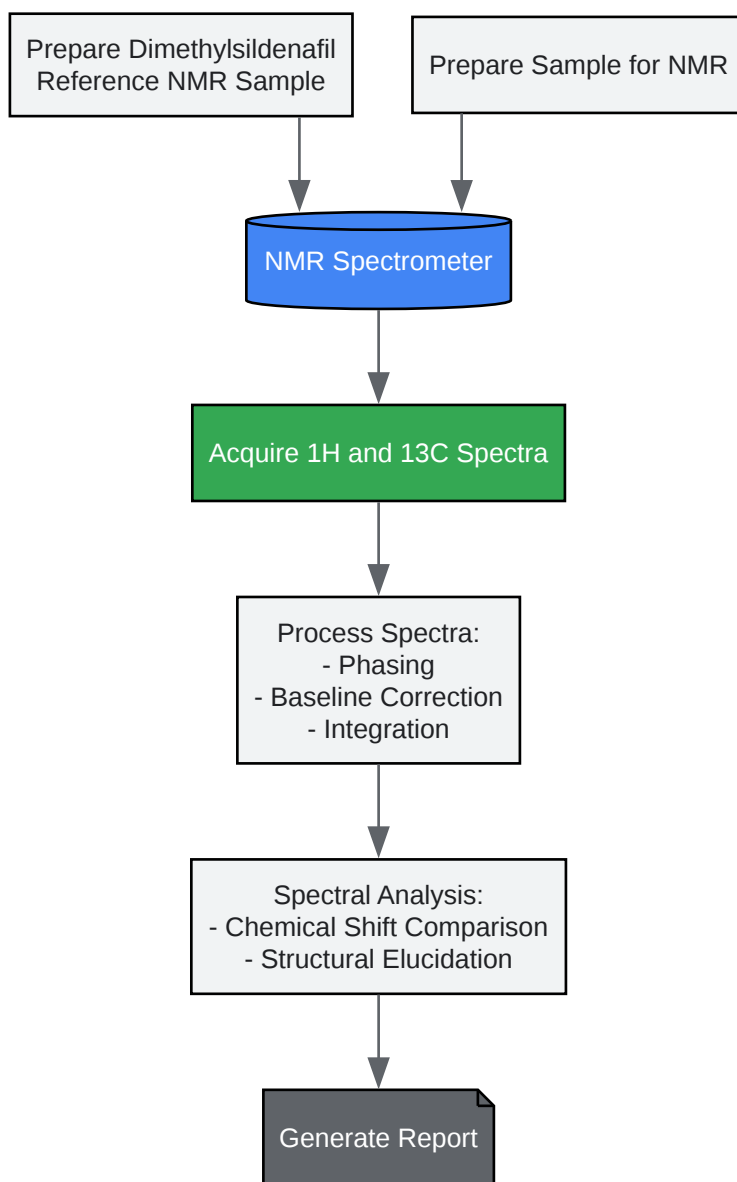 Prepare Dimethylsildenafil
Reference NMR Sample
Prepare Sample for NMR
NMR Spectrometer
Acquire 1H and 13C Spectra
Process Spectra:
- Phasing
- Baseline Correction
- Integration
Spectral Analysis:
- Chemical Shift Comparison
- Structural Elucidation
Generate Report